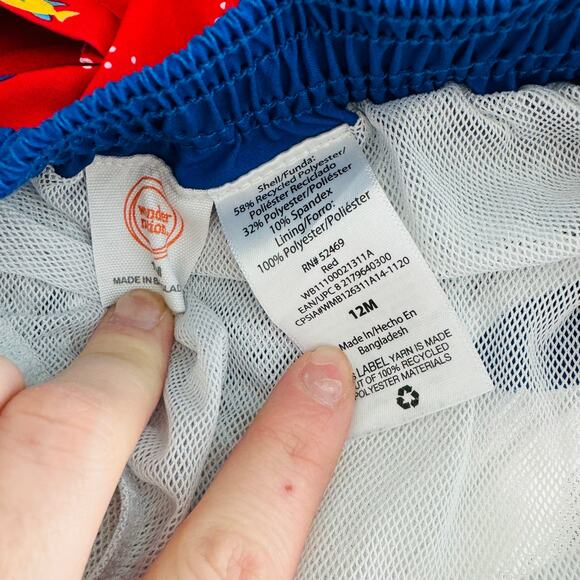 wonder
nation.
MADE IN
Shell/Funda:
58% Recycled Polyester/
Poliéster Reciclado
32% Polyester/Poliéster
10% Spandex
Lining/Forro:
100% Polyester/Poliéster
RN# 52469
Red
WB11100021311A
EAN/UPC 8 2179640300
CPSIA#WMB126311A14-1120
12M
Made In/Hecho En
Bangladesh
LABEL YARN IS MADE
OUT OF 100% RECYCLED
POLYESTER MATERIALS